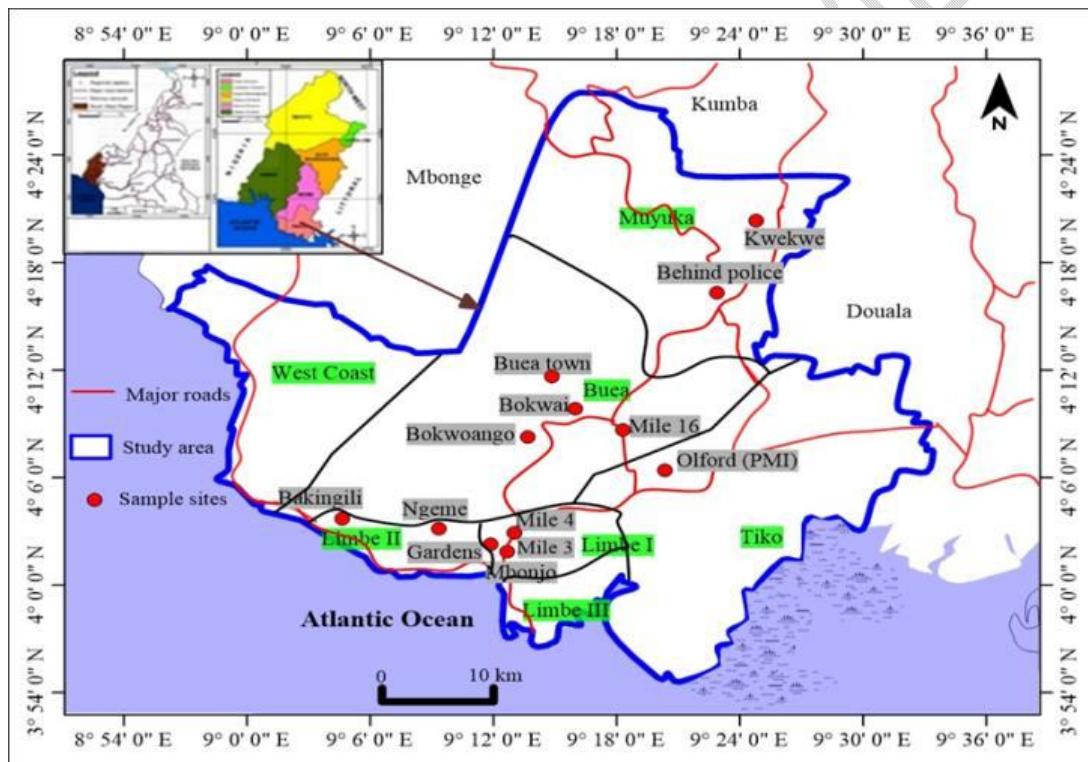 8° 54' 0" E 9° 0' 0" E 9° 6' 0" E 9° 12' 0" E 9° 18' 0" E 9° 24' 0" E 9° 30' 0" E 9° 36' 0" E
Legend
NIGERIA
LITTORAL
Kumba
N
4° 24' 0" N
4° 24' 0" N
Mbonge
Muyuka
Kwekwe
4° 18' 0" N
4° 18' 0" N
Behind police
Douala
4° 12' 0" N
4° 12' 0" N
Buea town
West Coast
Buea
Major roads
Bokwai
Bokwoango
Mile 16
Study area
Olford (PMI)
4° 6' 0" N
4° 6' 0" N
Sample sites
Bakingili
Ngeme
Mile 4
Limbe II
Gardens
Mile 3
Limbe I
Tiko
Mbonjo
4° 0' 0" N
4° 0' 0" N
Atlantic Ocean
Limbe III
0 10 km
3° 54' 0" N
3° 54' 0" N
8° 54' 0" E 9° 0' 0" E 9° 6' 0" E 9° 12' 0" E 9° 18' 0" E 9° 24' 0" E 9° 30' 0" E 9° 36' 0" E